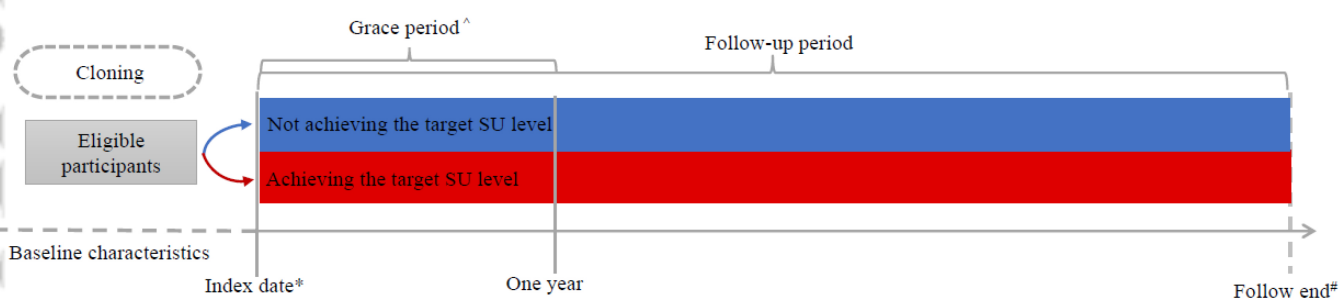 Grace period^
Follow-up period
Cloning
Eligible
participants
Not achieving the target SU level
Achieving the target SU level
Baseline characteristics
Index date*
One year
Follow end#